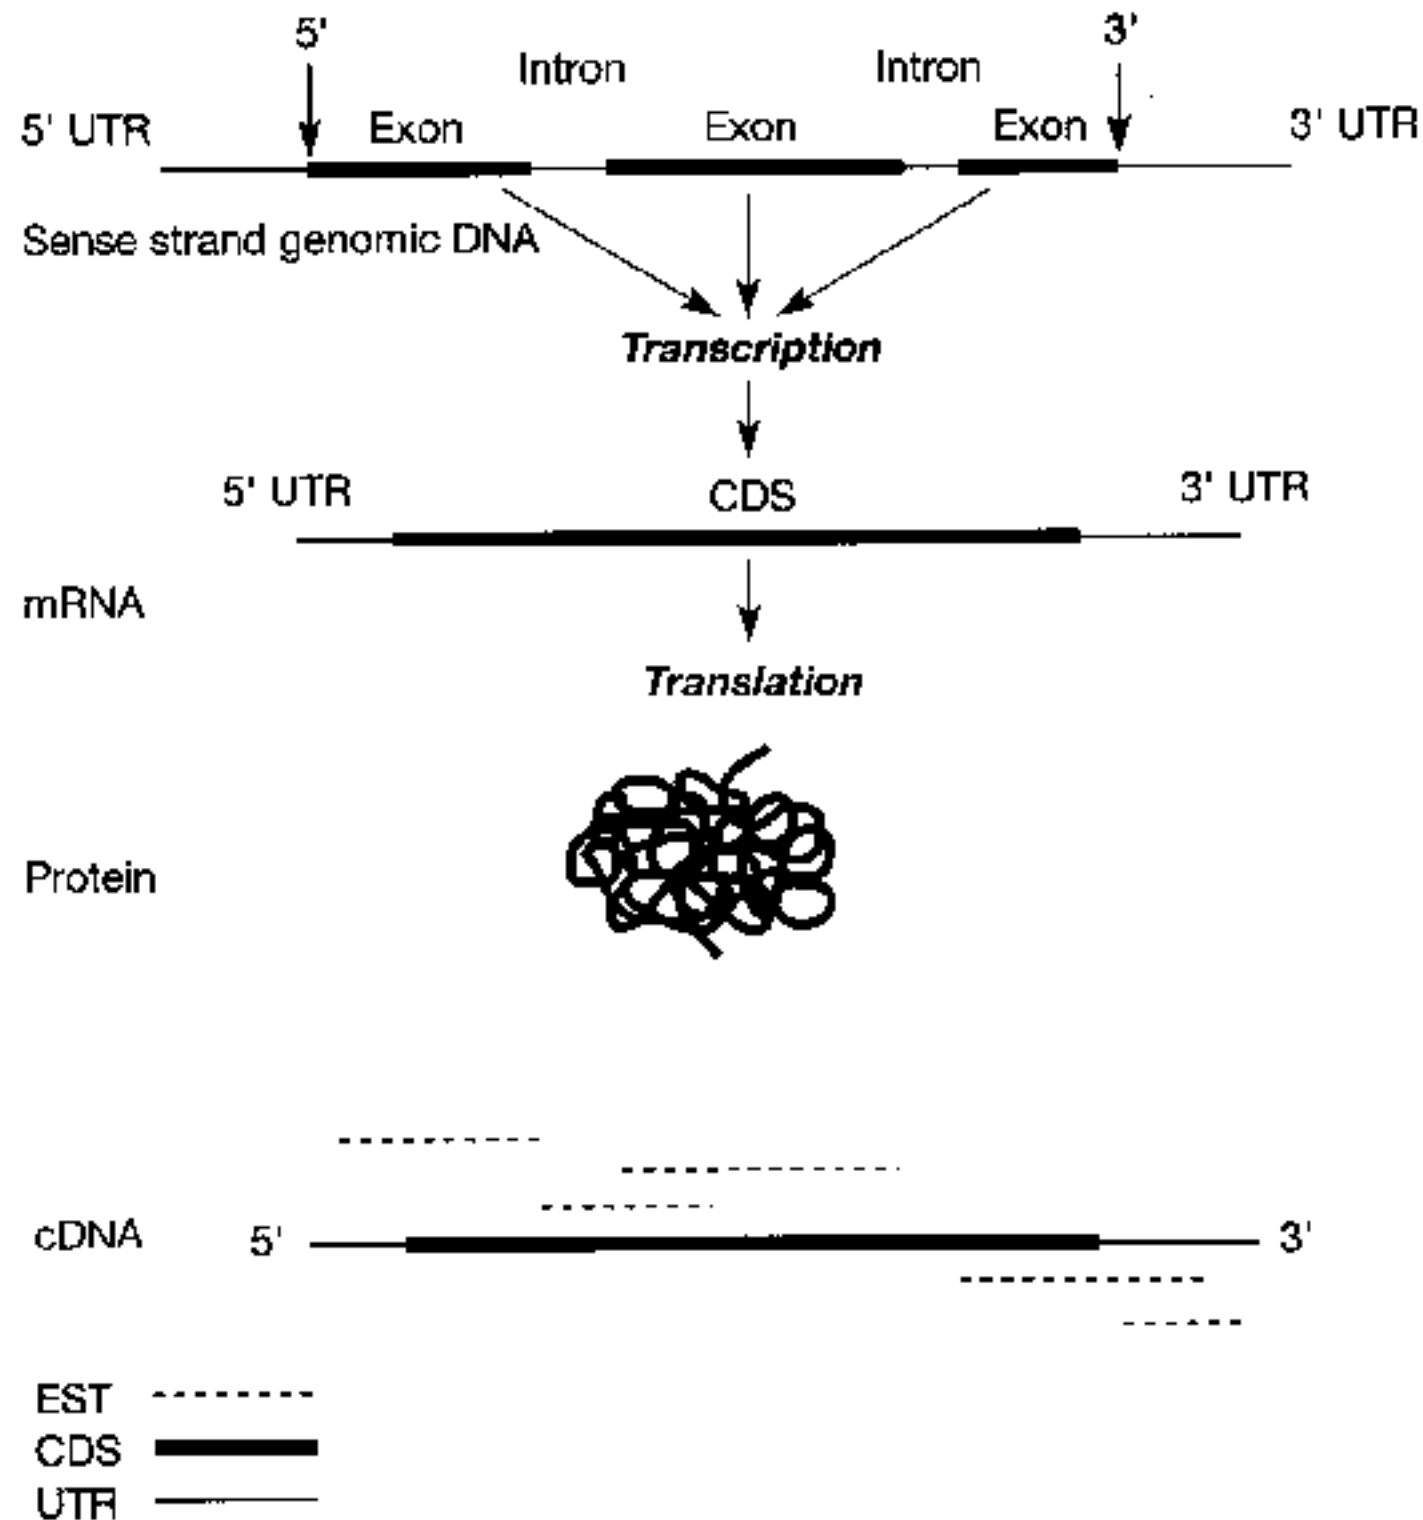 5' 3'
Intron Intron
5' UTR Exon Exon Exon 3' UTR
Sense strand genomic DNA
Transcription
5' UTR CDS 3' UTR
mRNA
Translation
Protein
cDNA 5' 3'
EST
CDS
UTR